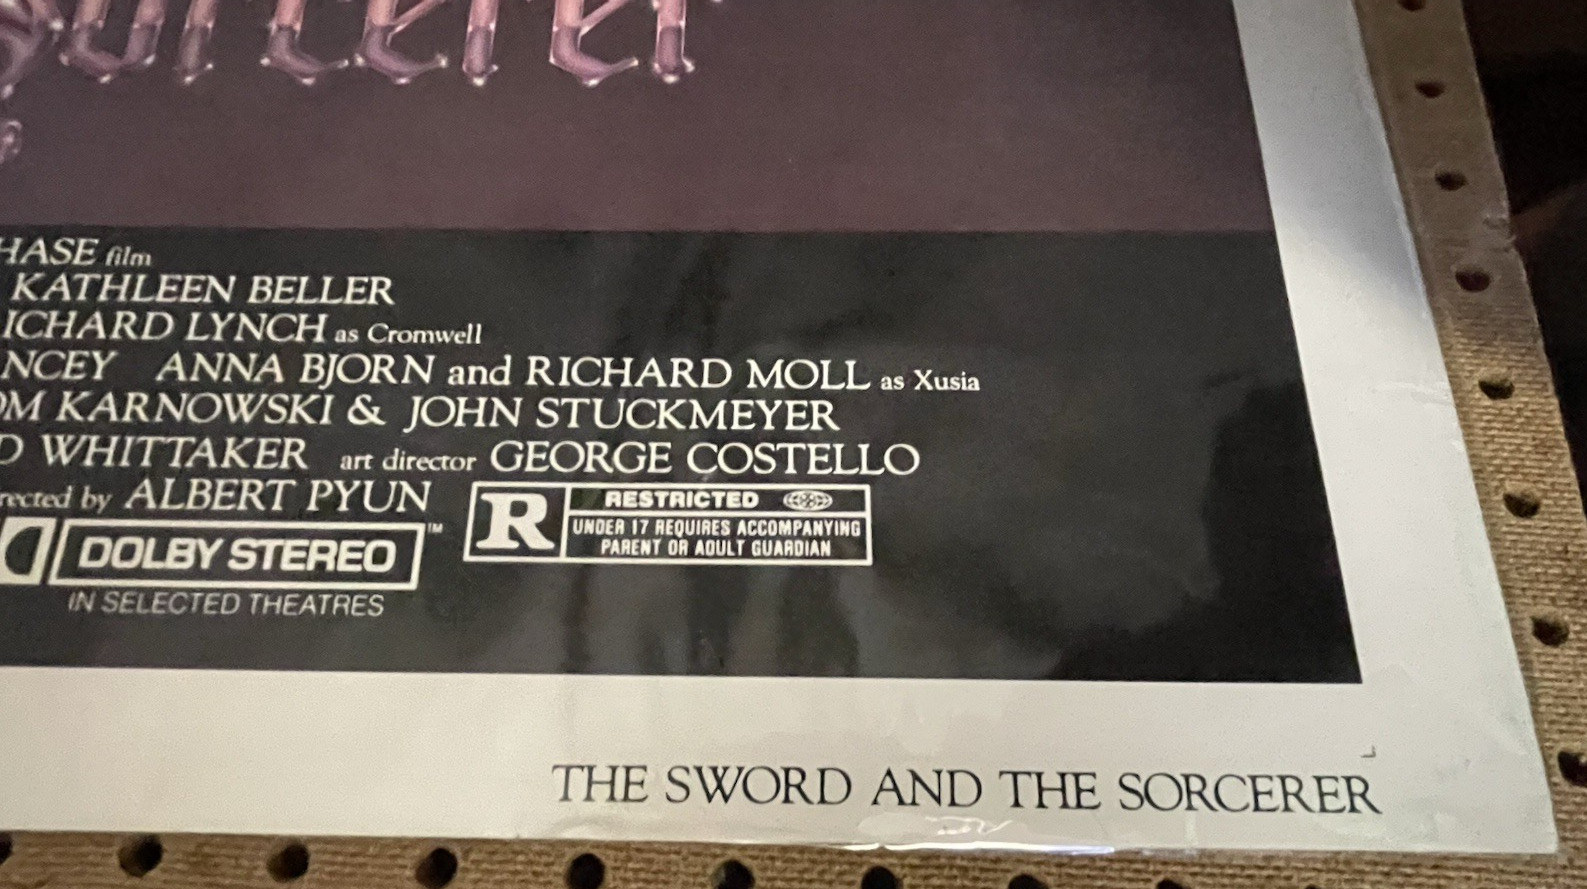 orcerer
HASE film
KATHLEEN BELLER
ICHARD LYNCH as Cromwell
NCEY ANNA BJORN and RICHARD MOLL as Xusia
OM KARNOWSKI & JOHN STUCKMEYER
D WHITTAKER art director GEORGE COSTELLO
rected by ALBERT PYUN
R RESTRICTED
UNDER 17 REQUIRES ACCOMPANYING
PARENT OR ADULT GUARDIAN
DOLBY STEREO TM
IN SELECTED THEATRES
THE SWORD AND THE SORCERER